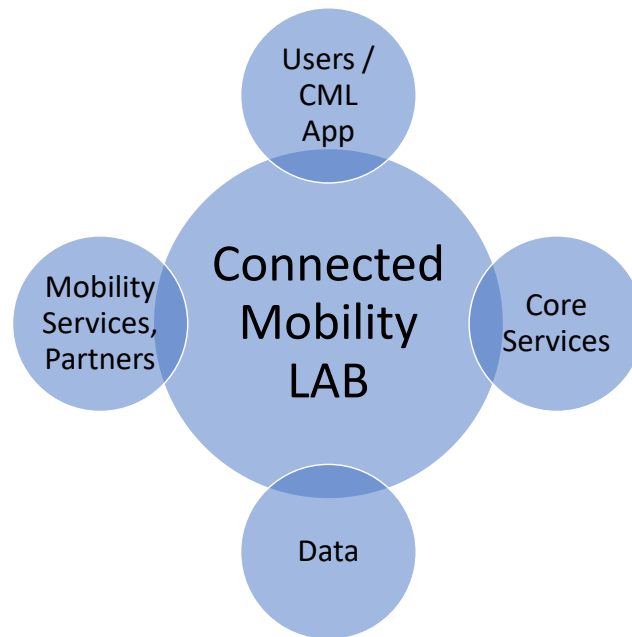 Users /
CML
App
Connected
Mobility
LAB
Mobility
Services,
Partners
Core
Services
Data